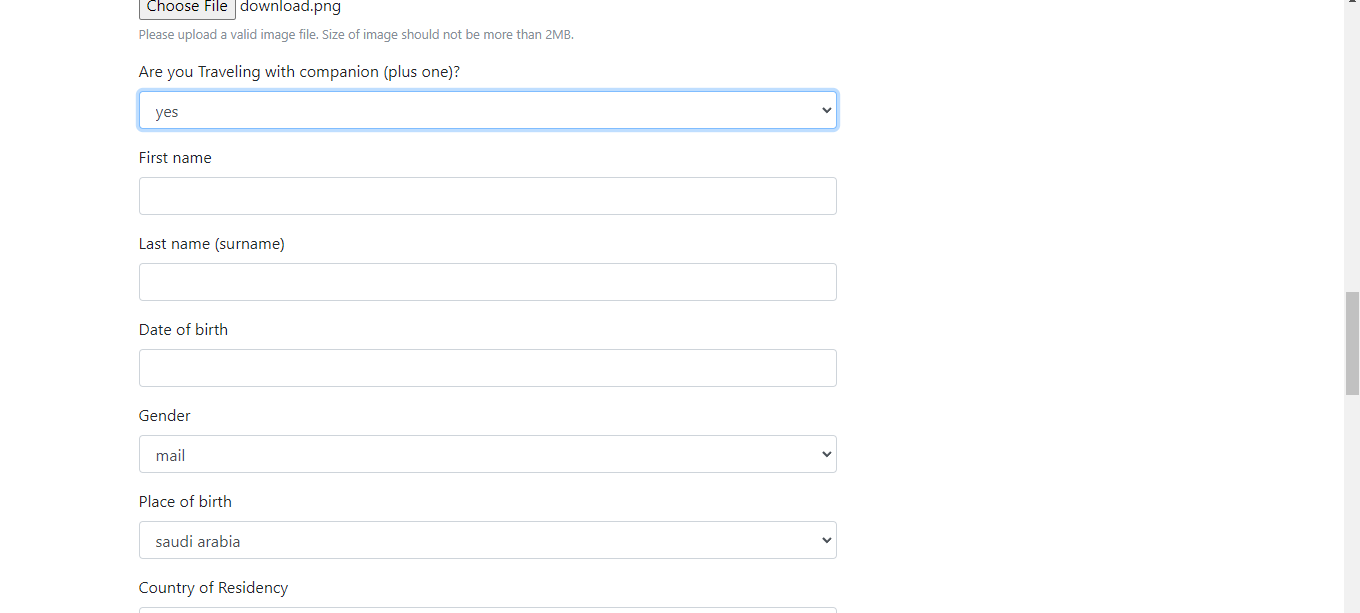 Choose File download.png
Please upload a valid image file. Size of image should not be more than 2MB.
Are you Traveling with companion (plus one)?
yes
First name
Last name (surname)
Date of birth
Gender
mail
Place of birth
saudi arabia
Country of Residency